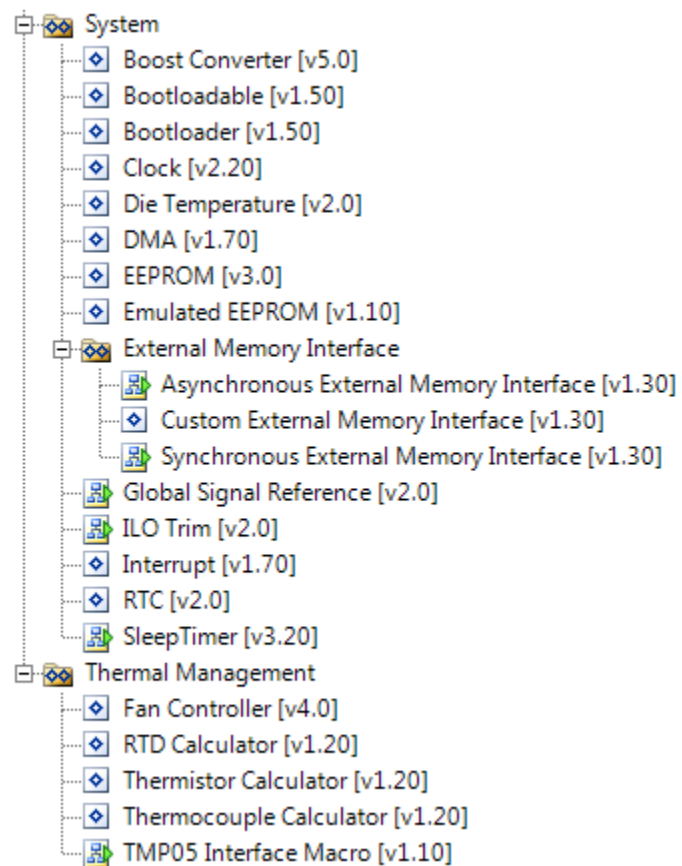 System
Boost Converter [v5.0]
Bootloadable [v1.50]
Bootloader [v1.50]
Clock [v2.20]
Die Temperature [v2.0]
DMA [v1.70]
EEPROM [v3.0]
Emulated EEPROM [v1.10]
External Memory Interface
Asynchronous External Memory Interface [v1.30]
Custom External Memory Interface [v1.30]
Synchronous External Memory Interface [v1.30]
Global Signal Reference [v2.0]
ILO Trim [v2.0]
Interrupt [v1.70]
RTC [v2.0]
SleepTimer [v3.20]
Thermal Management
Fan Controller [v4.0]
RTD Calculator [v1.20]
Thermistor Calculator [v1.20]
Thermocouple Calculator [v1.20]
TMP05 Interface Macro [v1.10]